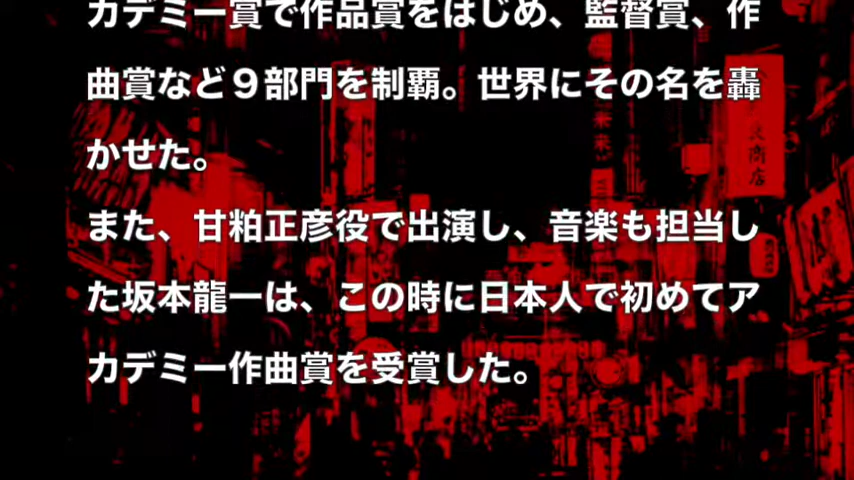 カデミー賞で作品賞をはじめ、監督賞、作
曲賞など９部門を制覇。世界にその名を轟
かせた。
また、甘粕正彦役で出演し、音楽も担当し
た坂本龍一は、この時に日本人で初めてア
カデミー作曲賞を受賞した。
商店
未来